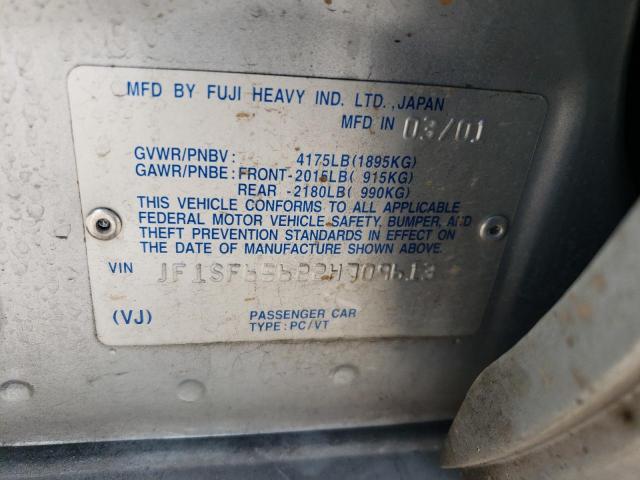 MFD BY FUJI HEAVY IND. LTD.,JAPAN
MFD IN 03/01
GVWR/PNBV: 4175LB(1895KG)
GAWR/PNBE: FRONT-2015LB( 915KG)
REAR -2180LB( 990KG)
THIS VEHICLE CONFORMS TO ALL APPLICABLE
FEDERAL MOTOR VEHICLE SAFETY, BUMPER, AND
THEFT PREVENTION STANDARDS IN EFFECT ON
THE DATE OF MANUFACTURE SHOWN ABOVE.
VIN
(VJ) PASSENGER CAR
TYPE:PC/VT